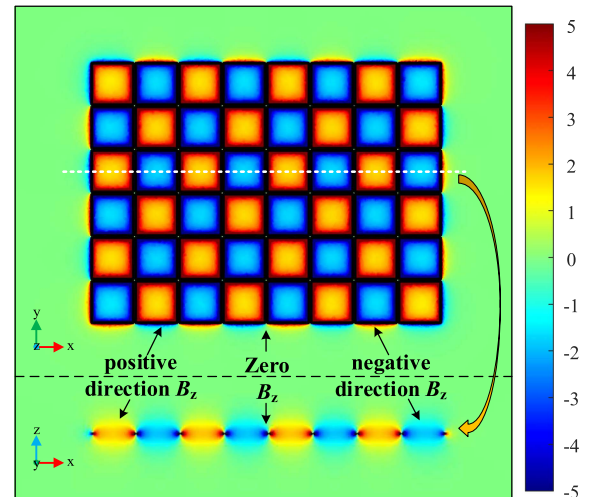 5
4
3
2
1
0
-1
-2
-3
-4
-5
y
z x
positive
direction Bz
Zero
Bz
negative
direction Bz
z
y x